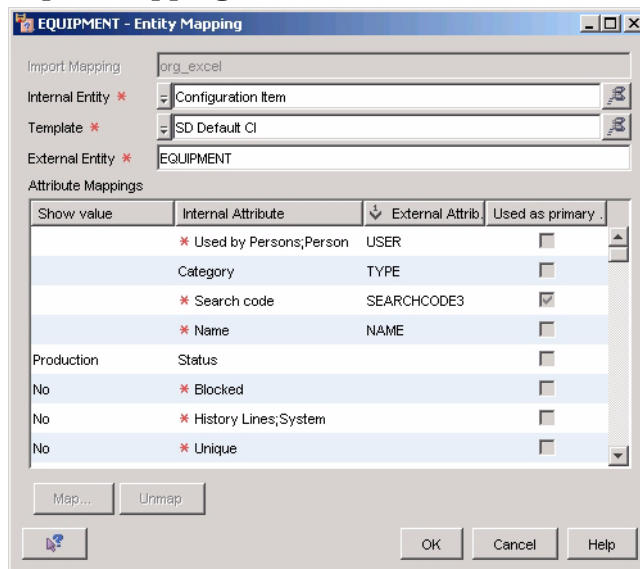 EQUIPMENT - Entity Mapping
Import Mapping org_excel
Internal Entity * Configuration Item
Template * SD Default CI
External Entity * EQUIPMENT
Attribute Mappings
Show value Internal Attribute 1 External Attrib. Used as primary .
* Used by Persons;Person USER
Category TYPE
* Search code SEARCHCODE3
* Name NAME
Production Status
No * Blocked
No * History Lines;System
No * Unique
Map... Unmap
OK Cancel Help